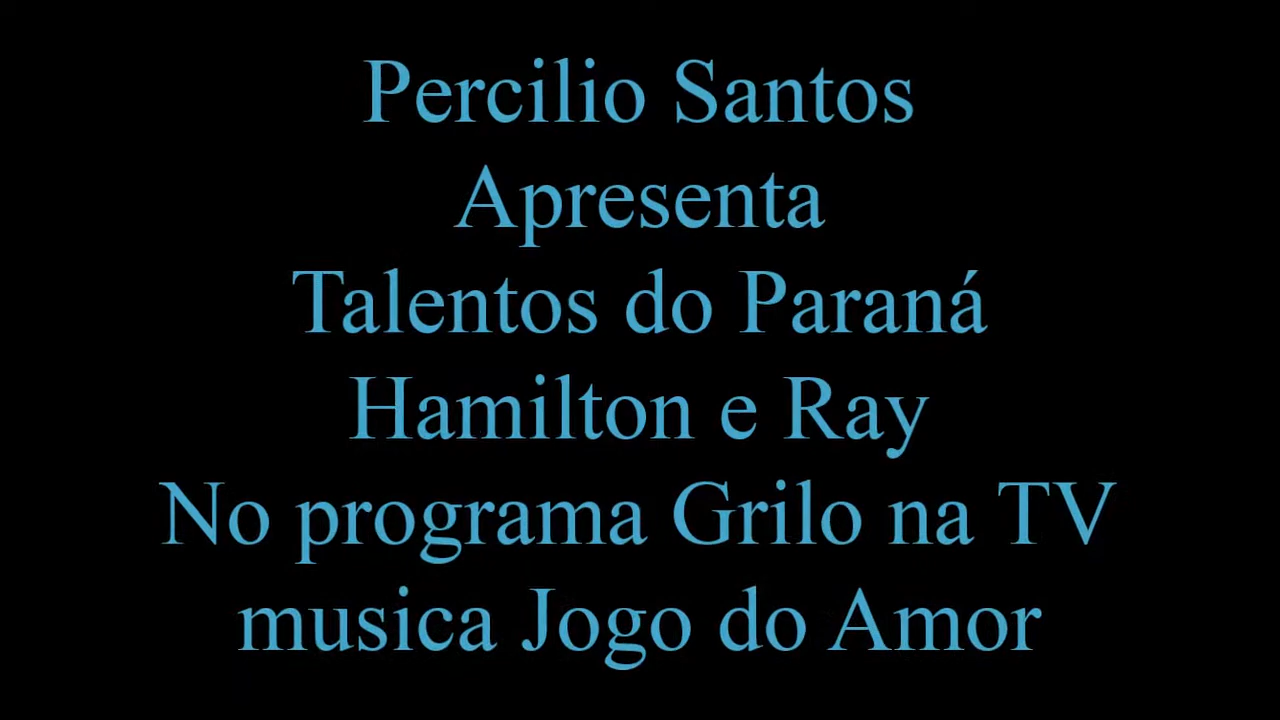 Percilio Santos
Apresenta
Talentos do Paraná
Hamilton e Ray
No programa Grilo na TV
musica Jogo do Amor